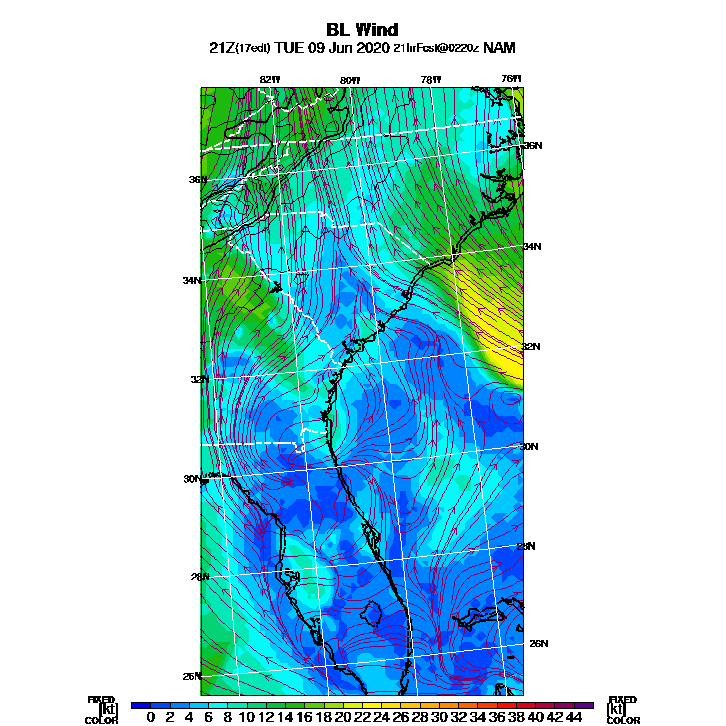 BL Wind
21Z(17edt) TUE 09 Jun 2020 21hrFcst@0220z NAM
82W 80W 78W 76W
36N 36N
34N 34N
32N 32N
30N 30N
28N 28N
26N 26N
FIXED FIXED
[kt] 0 2 4 6 8 10 12 14 16 18 20 22 24 26 28 30 32 34 36 38 40 42 44 [kt]
COLOR COLOR